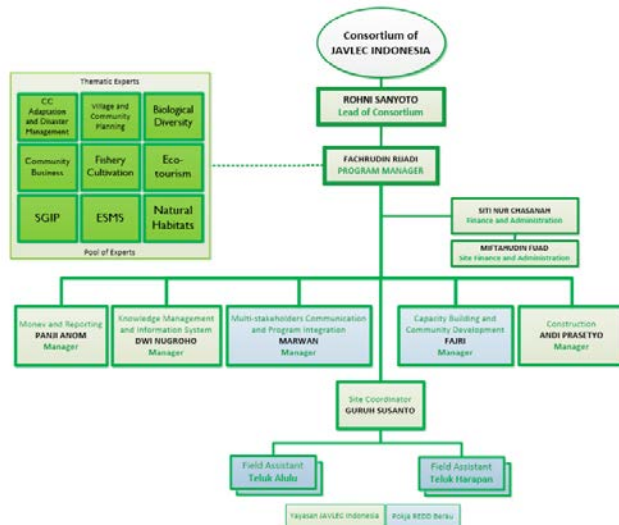 Consortium of
JAVLEC INDONESIA
ROHNI SANYOTO
Lead of Consortium
FACHRUDIN RIJADI
PROGRAM MANAGER
Thematic Experts
CC
Adaptation
and Disaster
Management
Village and
Community
Planning
Biological
Diversity
Community
Business
Fishery
Cultivation
Eco-
tourism
SGIP
ESMS
Natural
Habitats
Pool of Experts
SITI NUR CHASANAH
Finance and Administration
MIFTAHUDIN FUAD
Site Finance and Administration
Monev and Reporting
PANJI ANOM
Manager
Knowledge Management
and Information System
DWI NUGROHO
Manager
Multi-stakeholders Communication
and Program Integration
MARWAN
Manager
Capacity Building and
Community Development
FAJRI
Manager
Construction
ANDI PRASETYO
Manager
Site Coordinator
GURUH SUSANTO
Field Assistant
Teluk Alulu
Field Assistant
Teluk Harapan
Yayasan JAVLEC Indonesia
Pokja REDD Berau